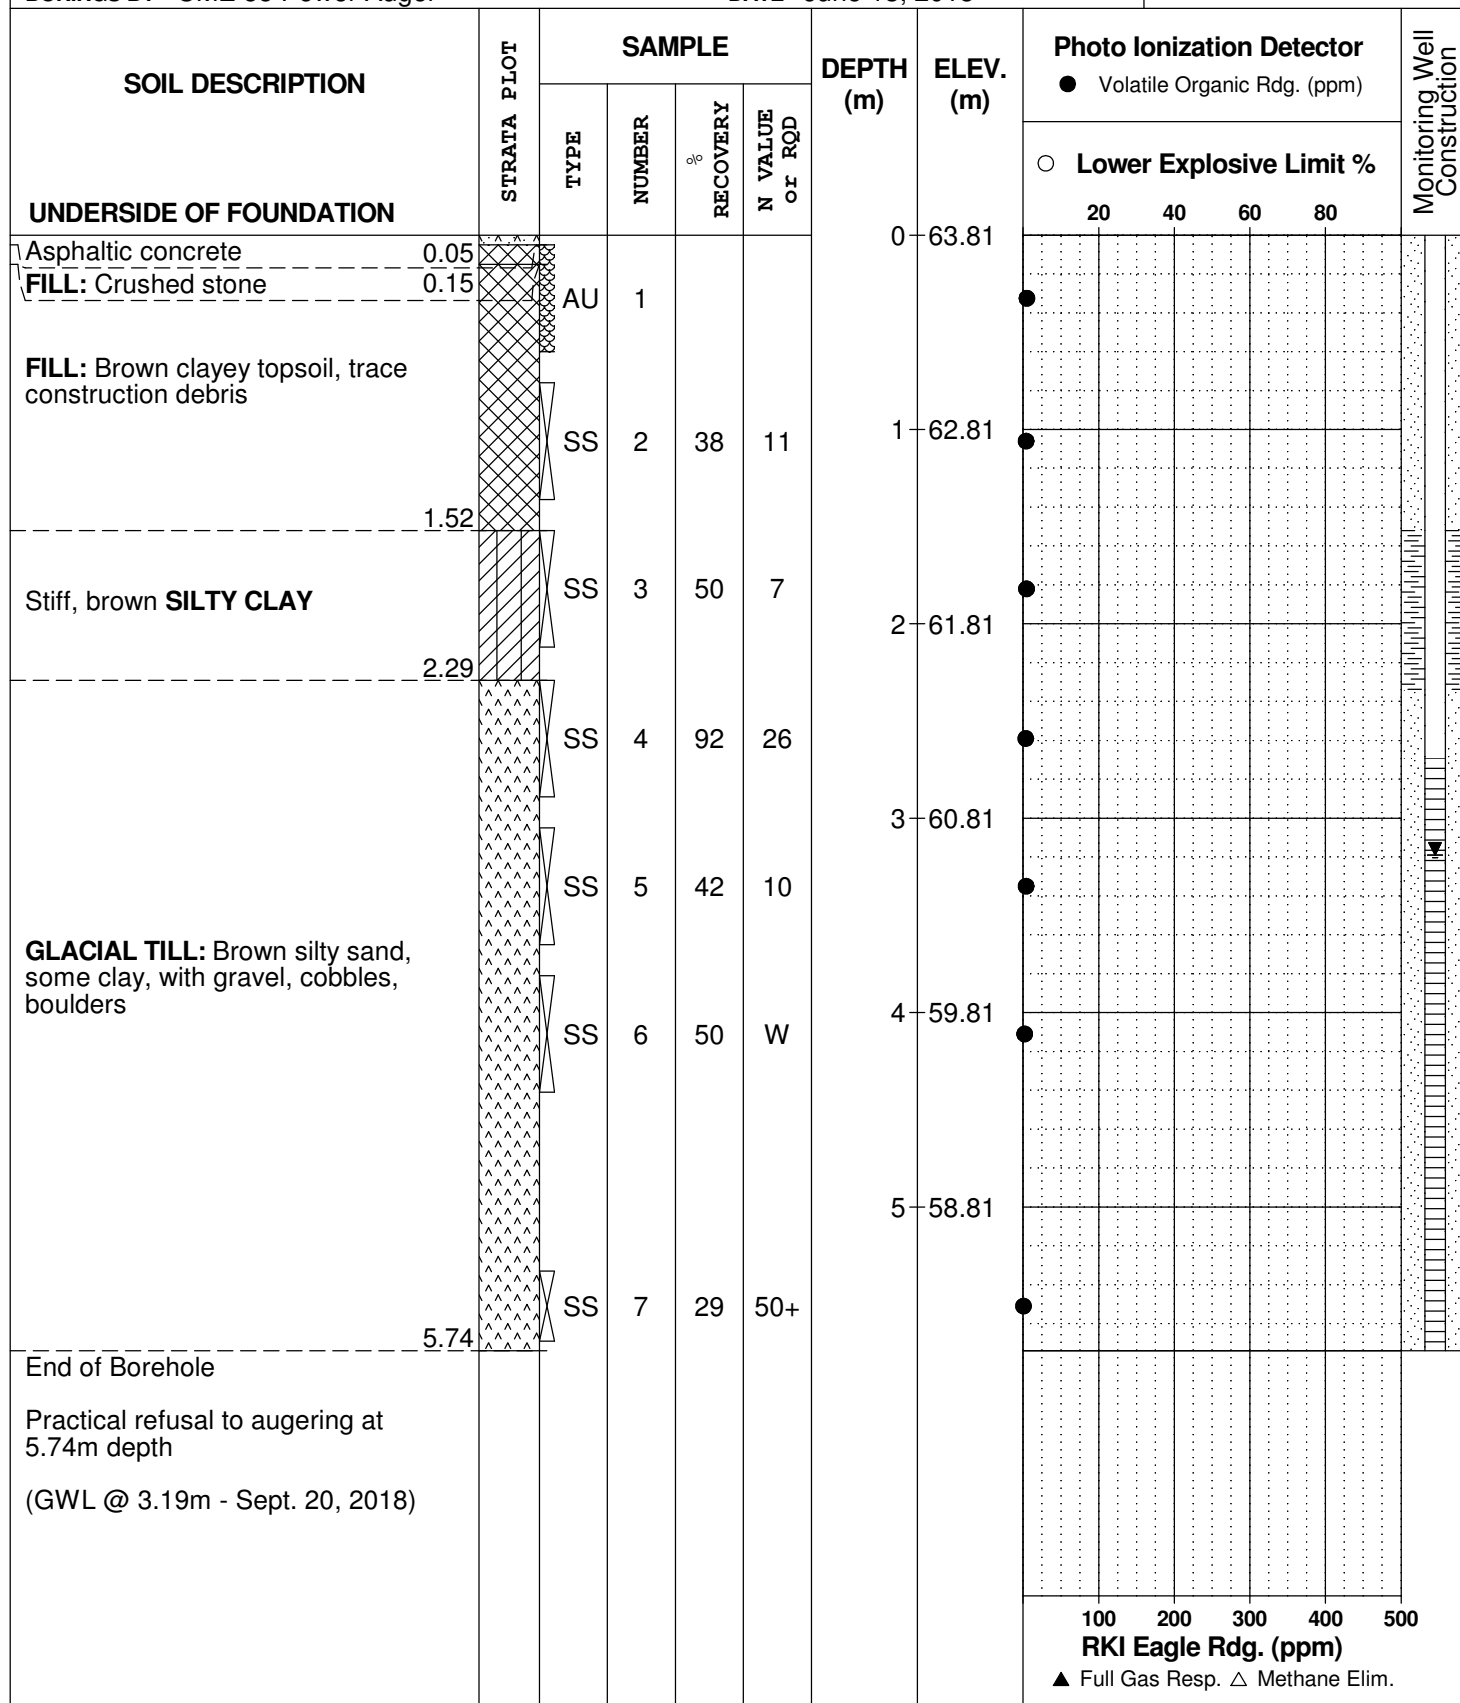 SOIL DESCRIPTION
UNDERSIDE OF FOUNDATION
STRATA PLOT
SAMPLE
TYPE
NUMBER
% RECOVERY
N VALUE or RQD
DEPTH (m)
ELEV. (m)
Photo Ionization Detector
● Volatile Organic Rdg. (ppm)
○ Lower Explosive Limit %
20 40 60 80
Monitoring Well Construction
0 63.81
Asphaltic concrete 0.05
FILL: Crushed stone 0.15
AU 1
FILL: Brown clayey topsoil, trace
construction debris
1 62.81
SS 2 38 11
1.52
SS 3 50 7
Stiff, brown SILTY CLAY
2 61.81
2.29
SS 4 92 26
3 60.81
SS 5 42 10
GLACIAL TILL: Brown silty sand,
some clay, with gravel, cobbles,
boulders
4 59.81
SS 6 50 W
5 58.81
SS 7 29 50+
5.74
End of Borehole
Practical refusal to augering at
5.74m depth
(GWL @ 3.19m - Sept. 20, 2018)
100 200 300 400 500
RKI Eagle Rdg. (ppm)
▲ Full Gas Resp. △ Methane Elim.